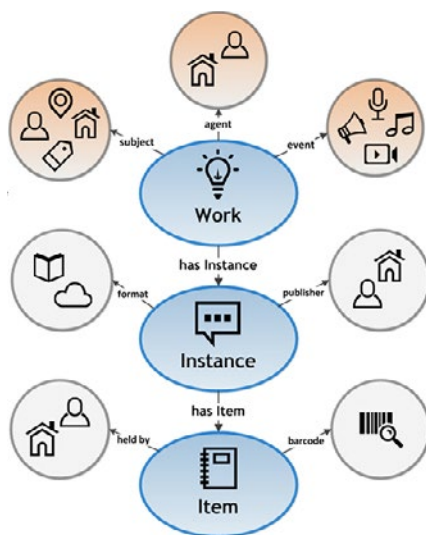 agent
subject
event
Work
has Instance
format
publisher
Instance
has Item
held by
barcode
Item